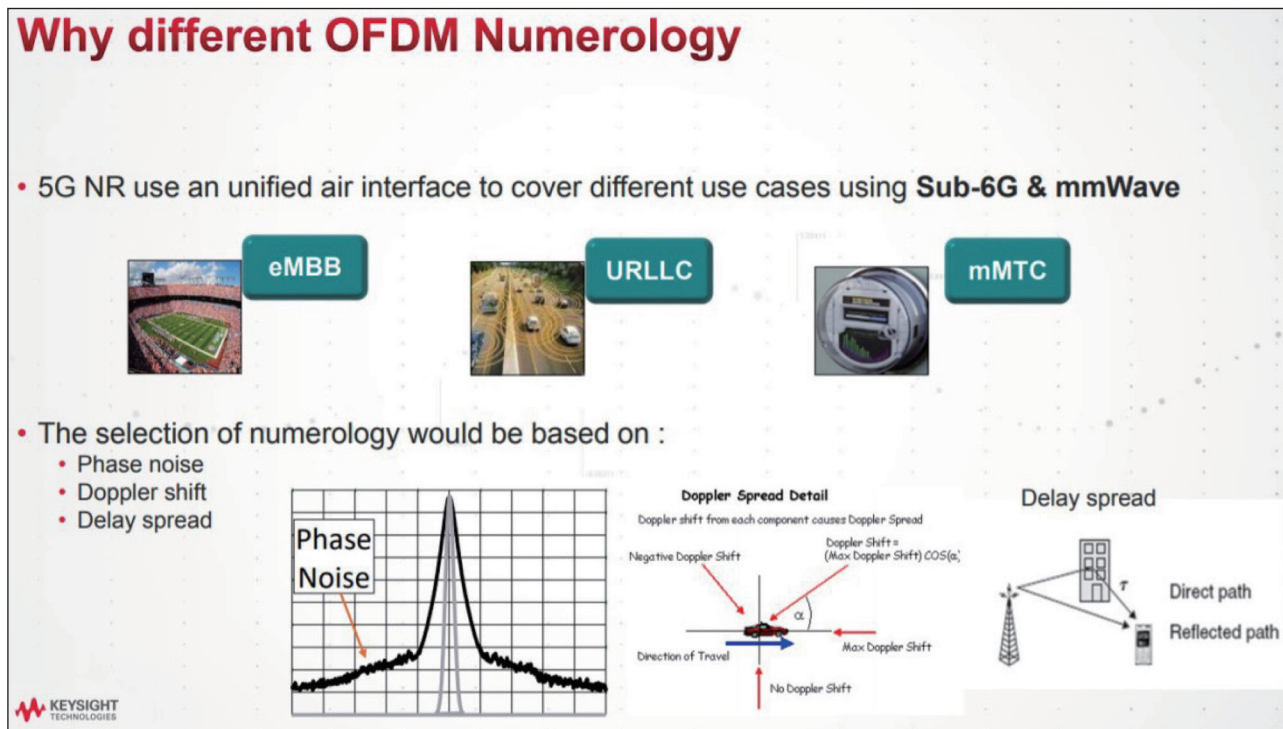 Why different OFDM Numerology
• 5G NR use an unified air interface to cover different use cases using Sub-6G & mmWave
eMBB
URLLC
mMTC
• The selection of numerology would be based on :
• Phase noise
• Doppler shift
• Delay spread
Phase
Noise
Doppler Spread Detail
Doppler shift from each component causes Doppler Spread
Negative Doppler Shift
Doppler Shift =
(Max Doppler Shift) COS(α)
α
Direction of Travel
Max Doppler Shift
No Doppler Shift
Delay spread
τ
Direct path
Reflected path
KEYSIGHT
TECHNOLOGIES